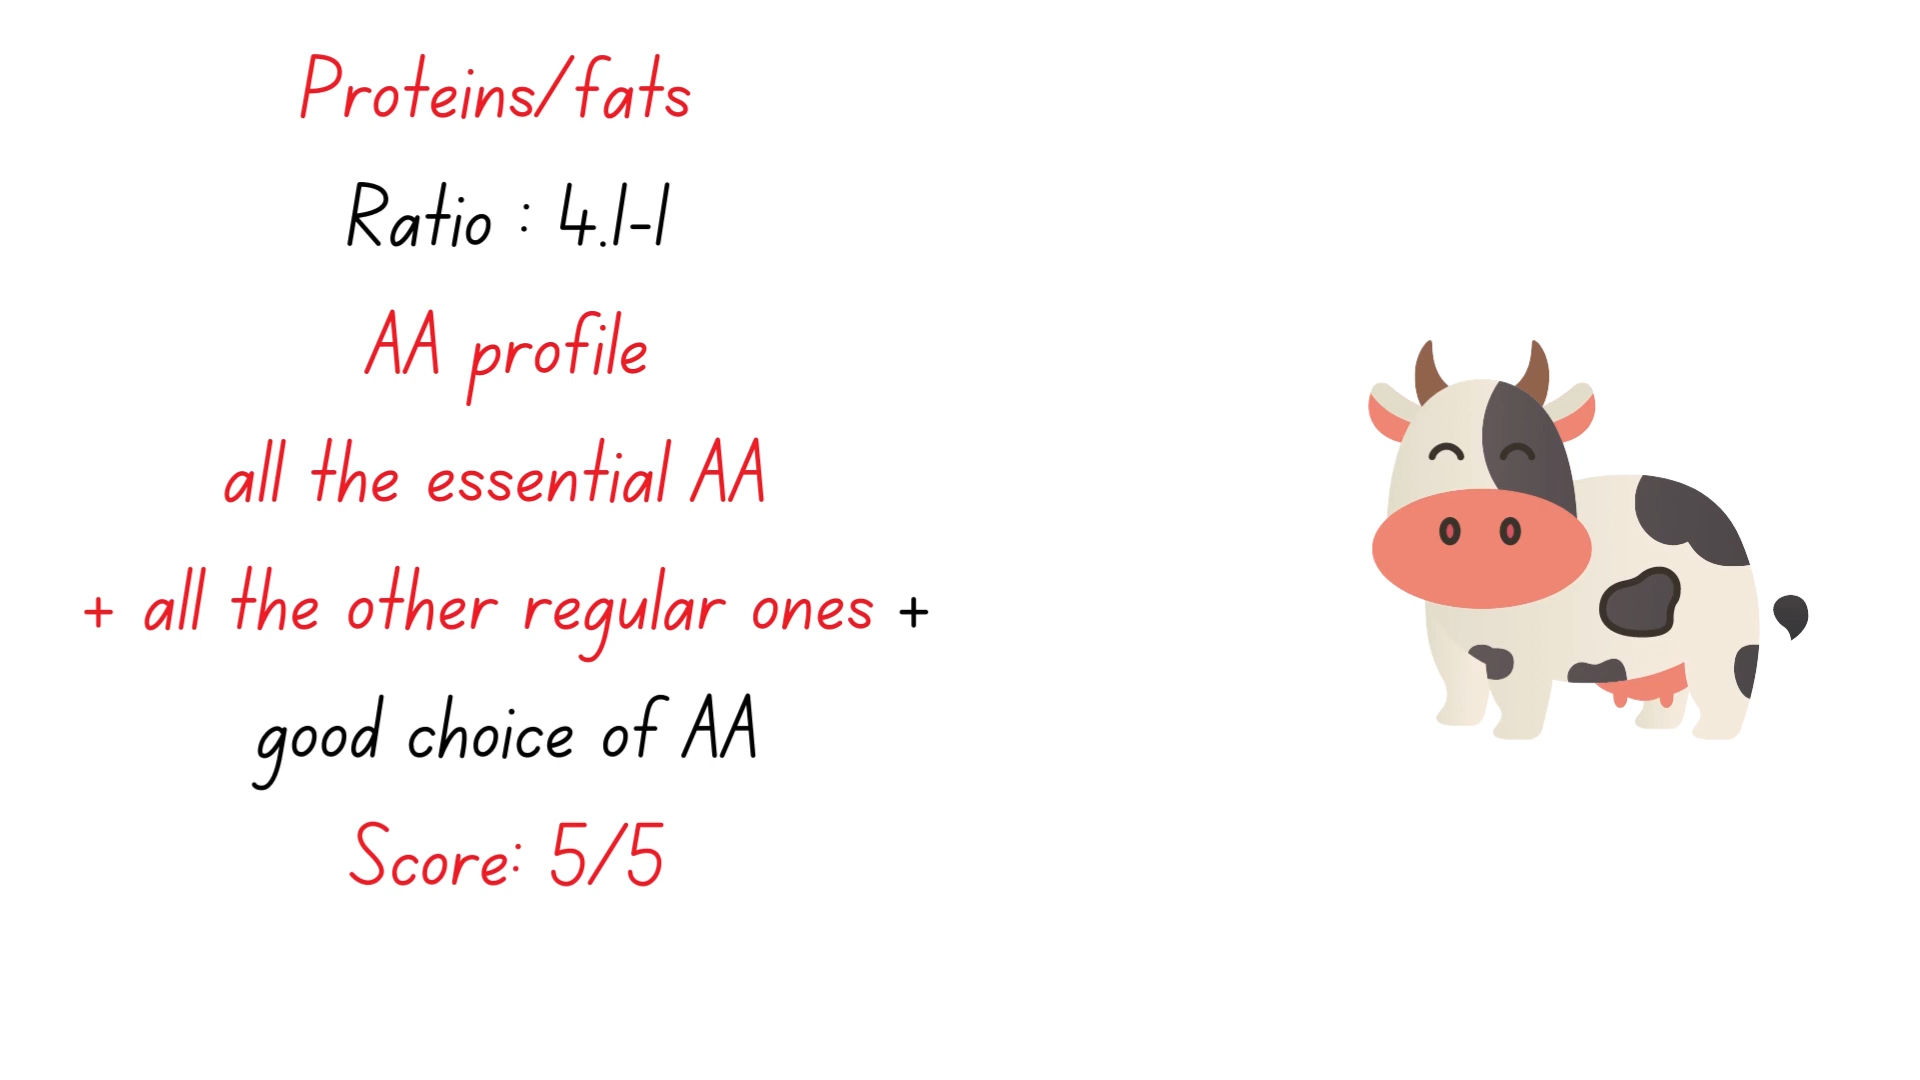 Proteins/fats
Ratio : 4.1-1
AA profile
all the essential AA
+ all the other regular ones +
good choice of AA
Score: 5/5